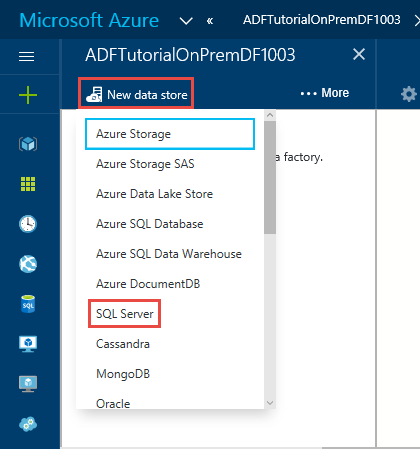 Microsoft Azure « ADFTutorialOnPremDF1003
ADFTutorialOnPremDF1003
New data store ··· More
Azure Storage
Azure Storage SAS
a factory.
Azure Data Lake Store
Azure SQL Database
Azure SQL Data Warehouse
Azure DocumentDB
SQL
SQL Server
Cassandra
MongoDB
Oracle